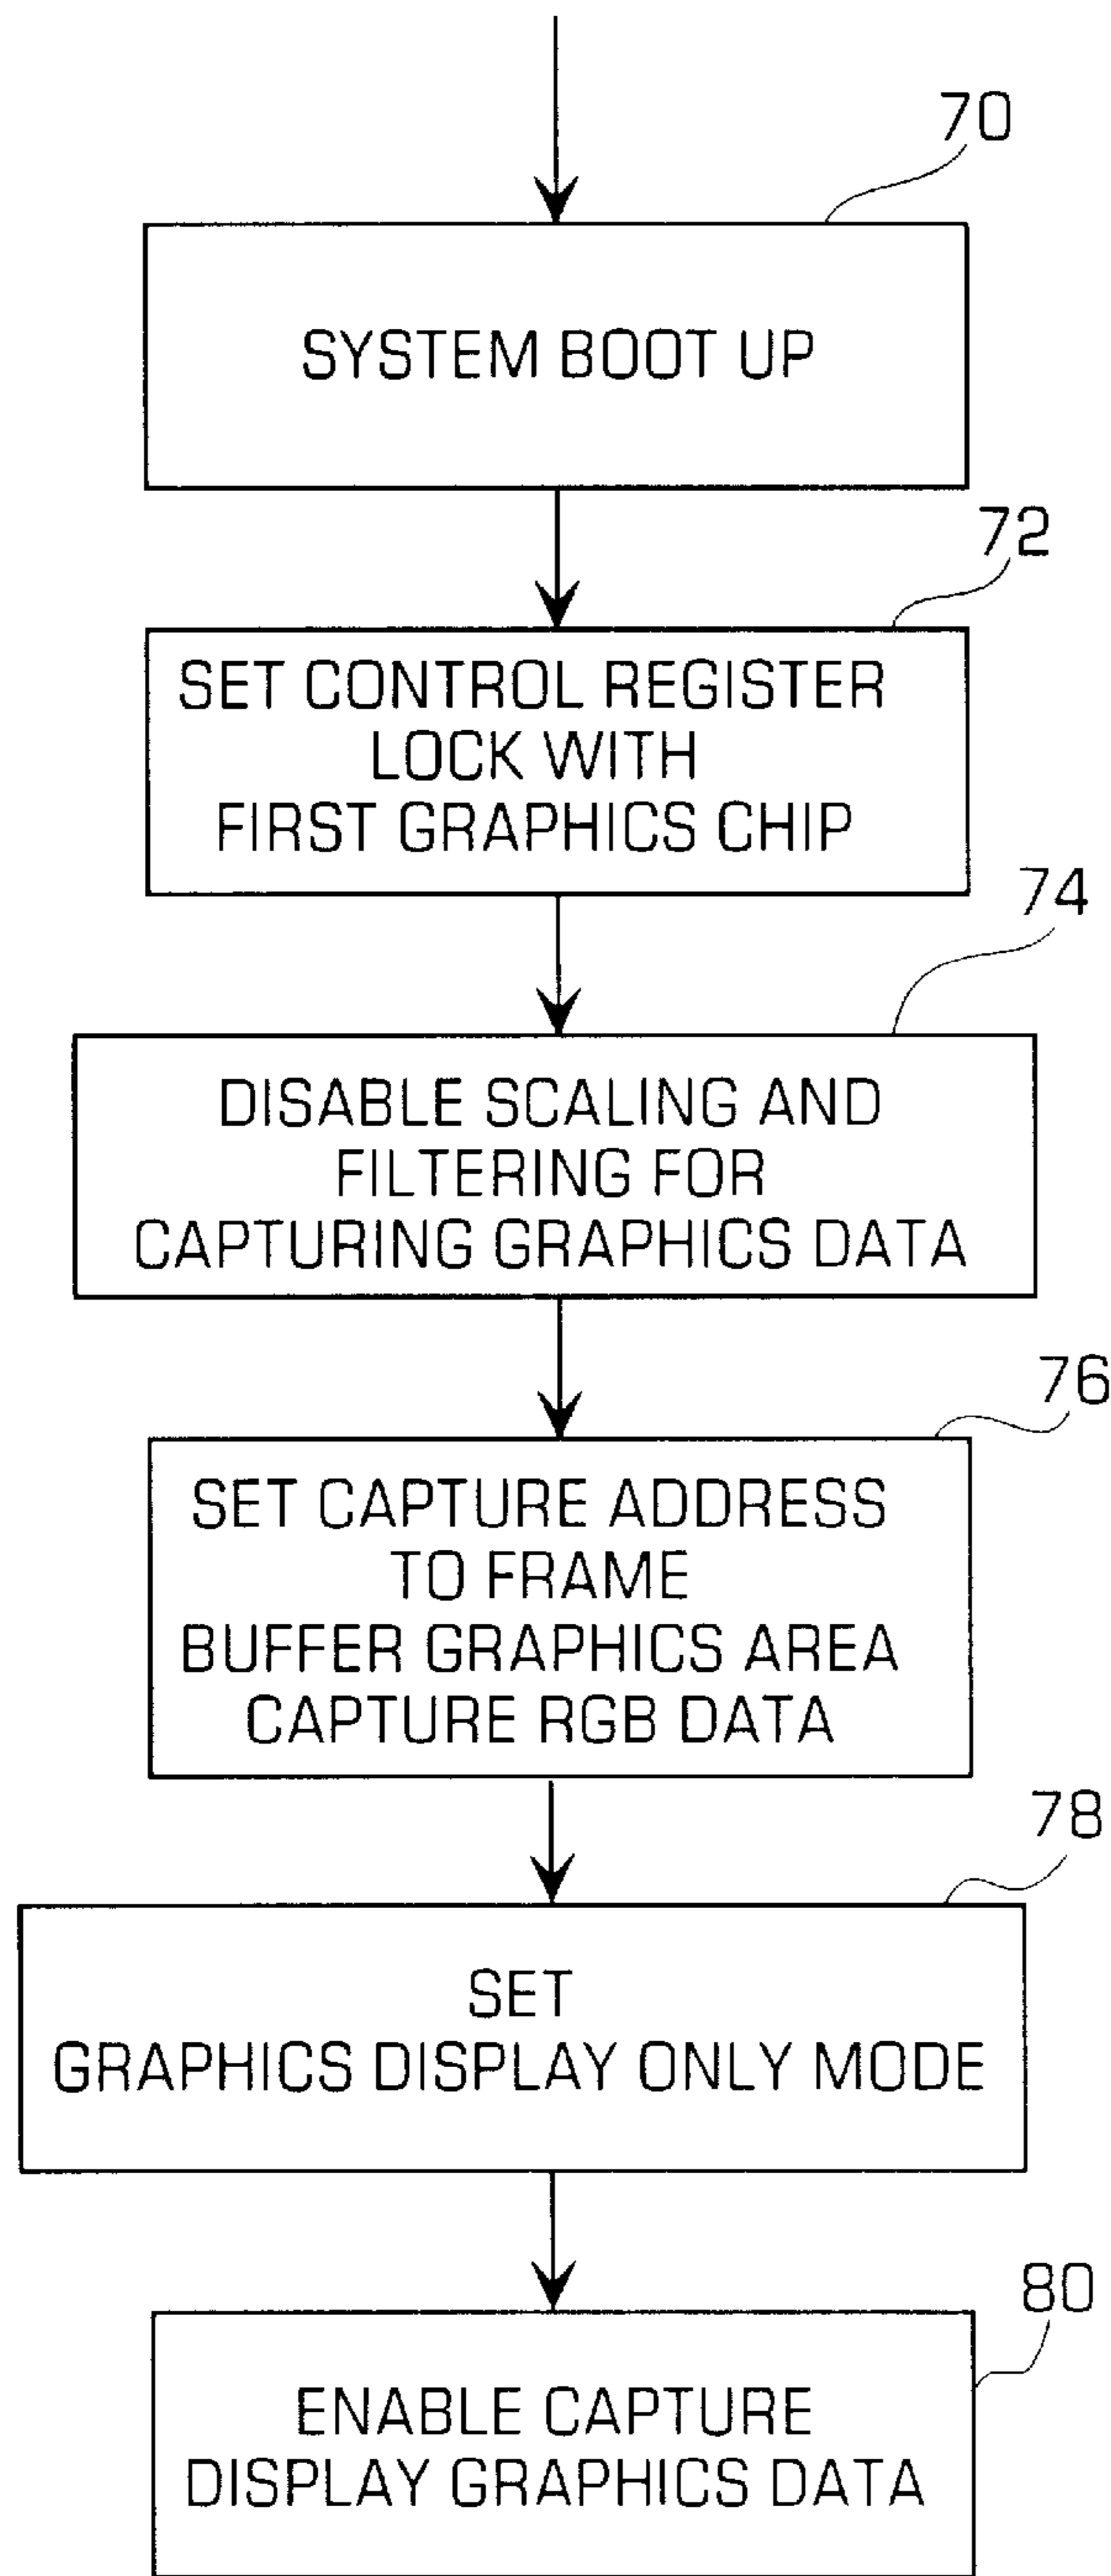 70
SYSTEM BOOT UP
72
SET CONTROL REGISTER
LOCK WITH
FIRST GRAPHICS CHIP
74
DISABLE SCALING AND
FILTERING FOR
CAPTURING GRAPHICS DATA
76
SET CAPTURE ADDRESS
TO FRAME
BUFFER GRAPHICS AREA
CAPTURE RGB DATA
78
SET
GRAPHICS DISPLAY ONLY MODE
80
ENABLE CAPTURE
DISPLAY GRAPHICS DATA